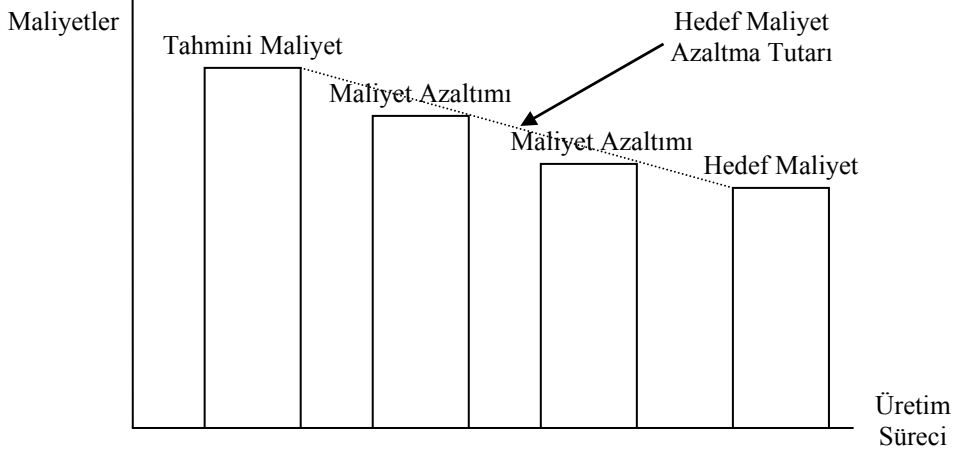 Maliyetler
Hedef Maliyet
Azaltma Tutarı
Tahmini Maliyet
Maliyet Azaltımı
Maliyet Azaltımı
Hedef Maliyet
Üretim
Süreci